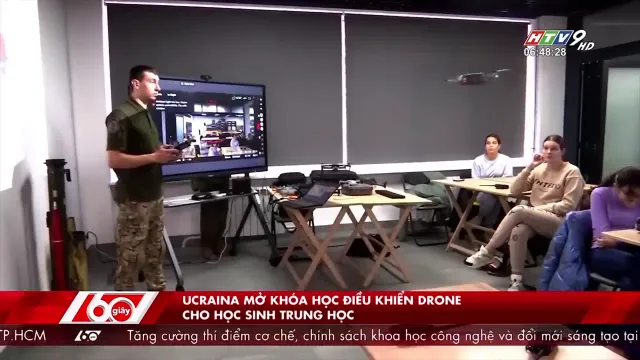 HTV9 HD
06:48:28
60 giây
UCRAINA MỞ KHÓA HỌC ĐIỀU KHIỂN DRONE
CHO HỌC SINH TRUNG HỌC
TP.HCM 60s Tăng cường thí điểm cơ chế, chính sách khoa học công nghệ và đổi mới sáng tạo tại